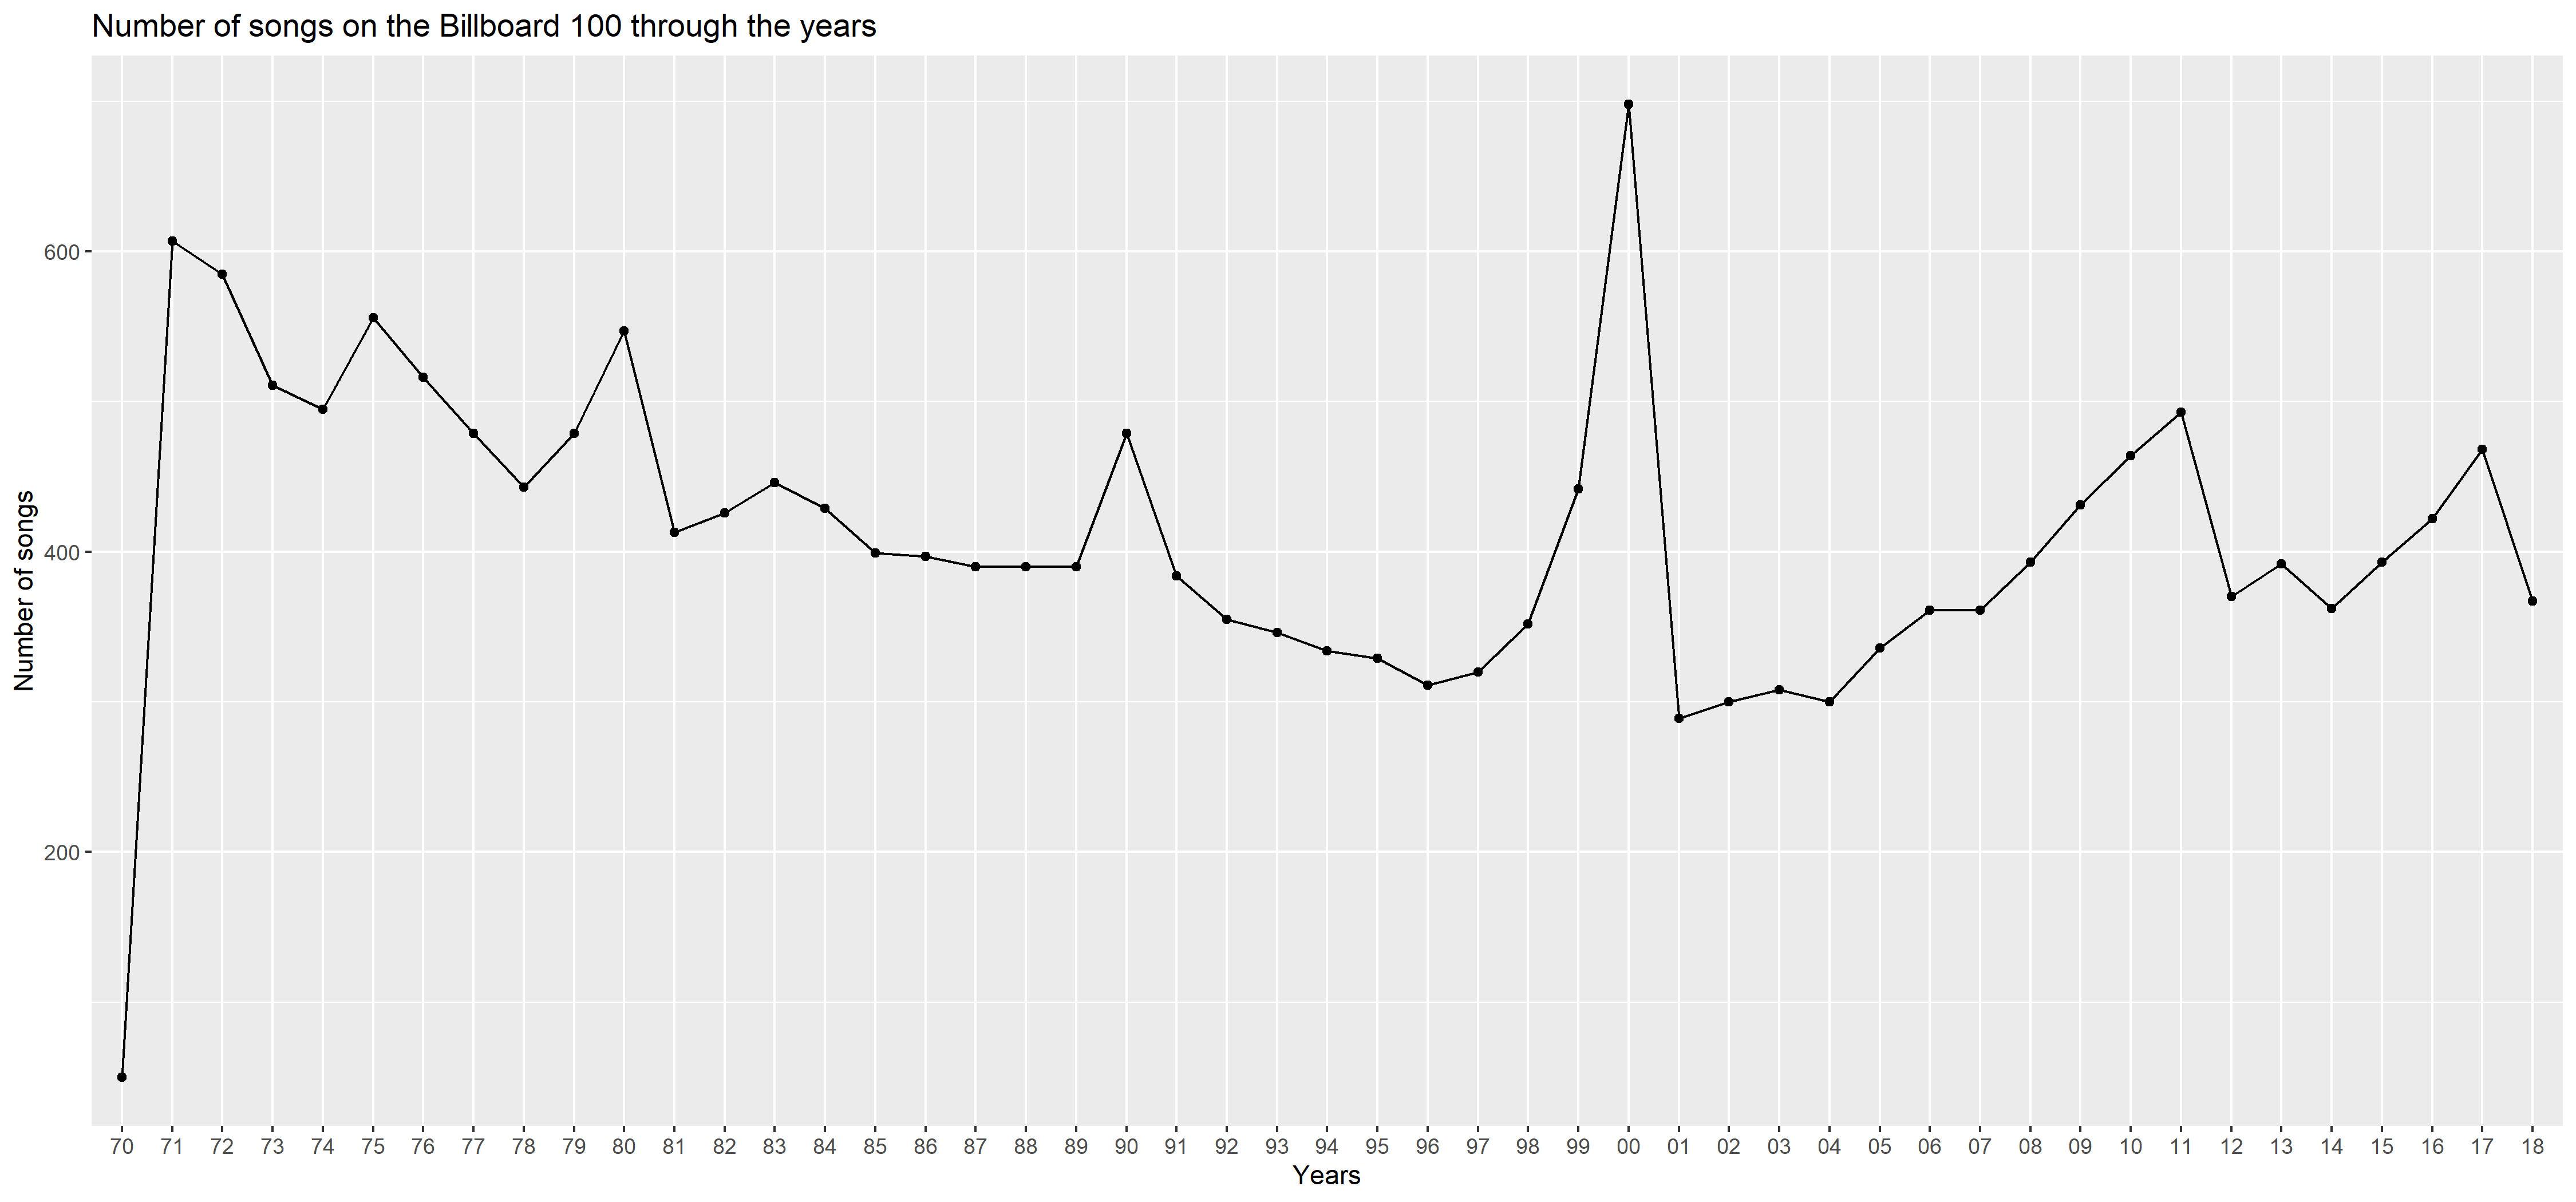 Number of songs on the Billboard 100 through the years
Number of songs
600
400
200
70 71 72 73 74 75 76 77 78 79 80 81 82 83 84 85 86 87 88 89 90 91 92 93 94 95 96 97 98 99 00 01 02 03 04 05 06 07 08 09 10 11 12 13 14 15 16 17 18
Years